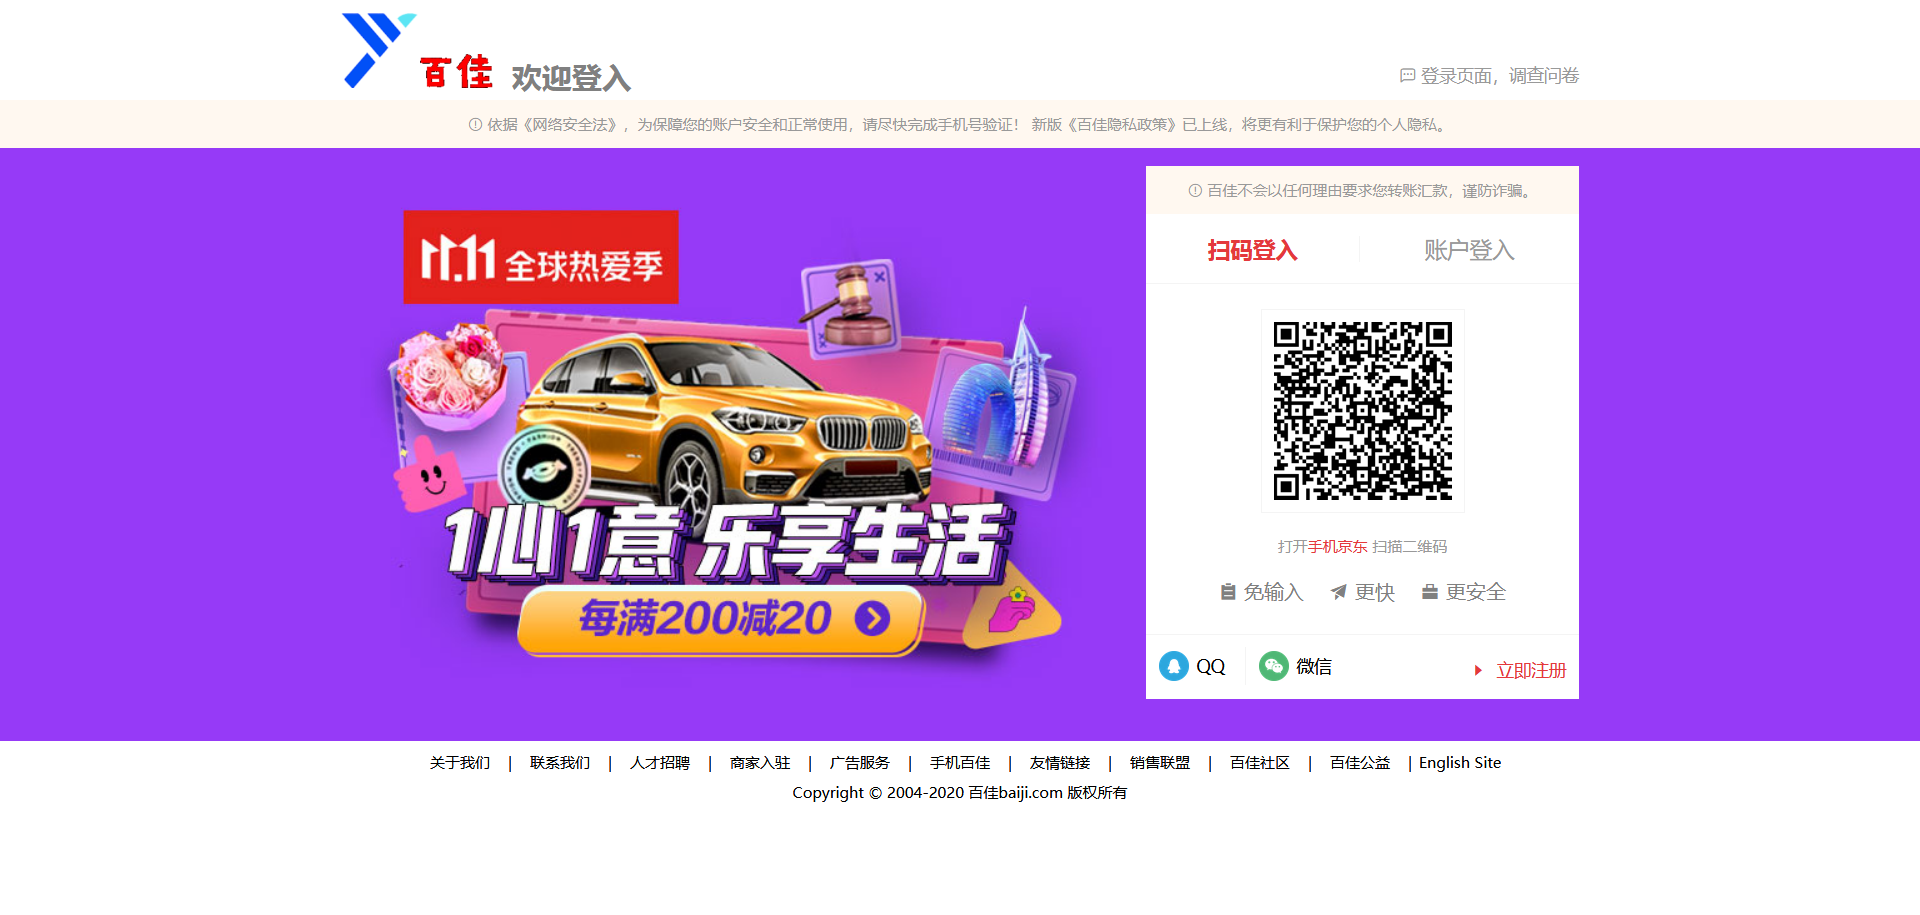 百佳 欢迎登入
登录页面，调查问卷
依据《网络安全法》，为保障您的账户安全和正常使用，请尽快完成手机号验证！ 新版《百佳隐私政策》已上线，将更有利于保护您的个人隐私。
百佳不会以任何理由要求您转账汇款，谨防诈骗。
11.11 全球热爱季
扫码登入 账户登入
1心1意 乐享生活
每满200减20
打开手机京东 扫描二维码
免输入 更快 更安全
QQ 微信 立即注册
关于我们 | 联系我们 | 人才招聘 | 商家入驻 | 广告服务 | 手机百佳 | 友情链接 | 销售联盟 | 百佳社区 | 百佳公益 | English Site
Copyright © 2004-2020 百佳baiji.com 版权所有